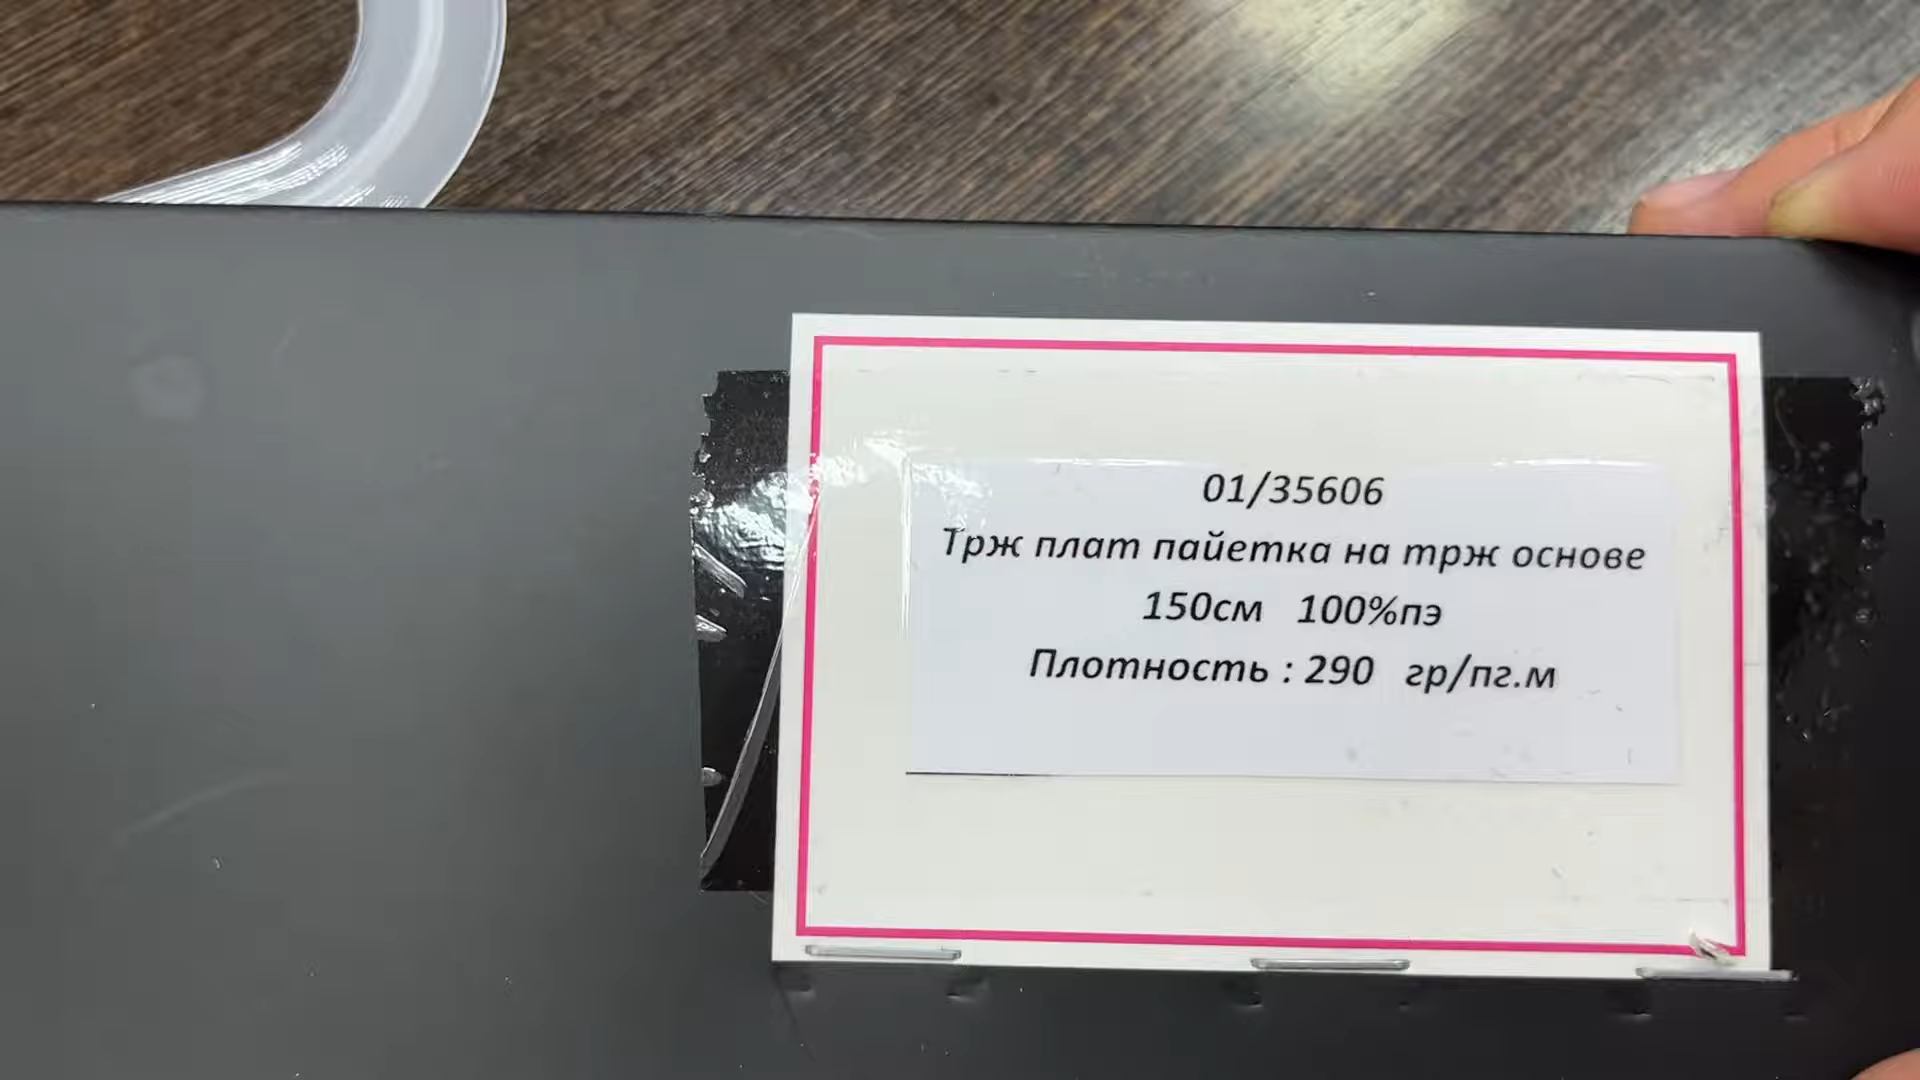 01/35606
Трж плат пайетка на трж основе
150см 100%пэ
Плотность : 290 гр/пг.м